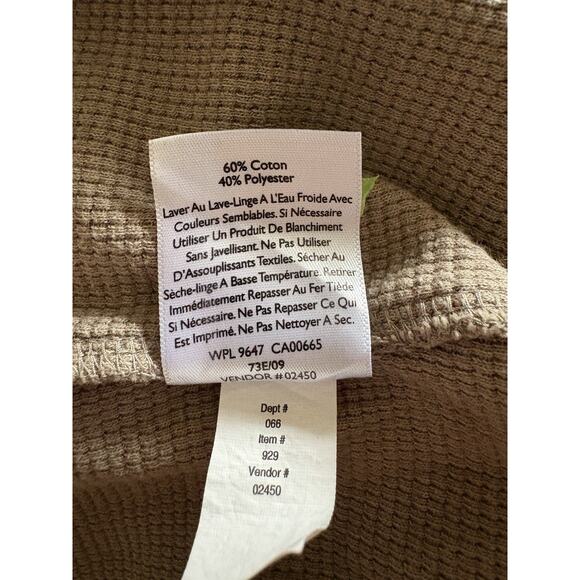 60% Coton
40% Polyester
Laver Au Lave-Linge A L'Eau Froide Avec
Couleurs Semblables. Si Nécessaire
Utiliser Un Produit De Blanchiment
Sans Javellisant. Ne Pas Utiliser
D'Assouplissants Textiles. Sécher Au
Sèche-linge A Basse Température. Retirer
Immédiatement Repasser Au Fer Tiède
Si Nécessaire. Ne Pas Repasser Ce Qui
Est Imprimé. Ne Pas Nettoyer A Sec.
WPL 9647 CA00665
73E/09
VENDOR #02450
Dept #
066
Item #
929
Vendor #
02450